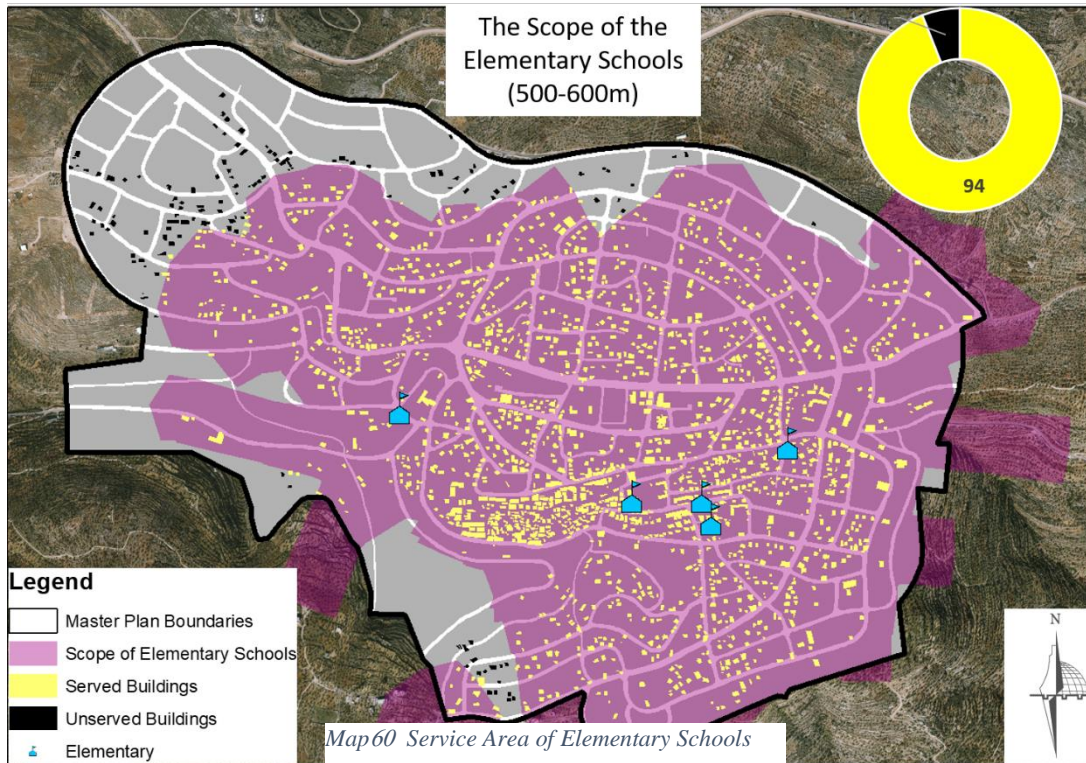 The Scope of the
Elementary Schools
(500-600m)
94
Legend
Master Plan Boundaries
Scope of Elementary Schools
Served Buildings
Unserved Buildings
Elementary
N
Map60 Service Area of Elementary Schools